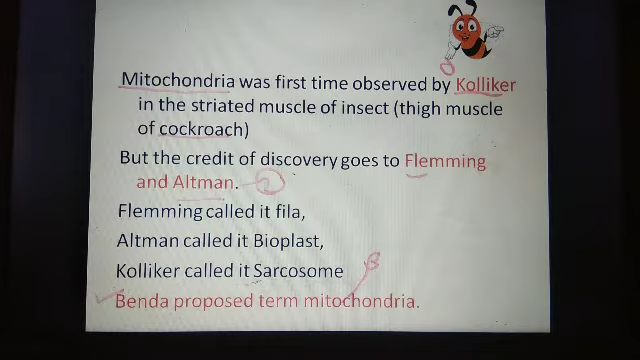 Mitochondria was first time observed by Kolliker
in the striated muscle of insect (thigh muscle
of cockroach)
But the credit of discovery goes to Flemming
and Altman.
Flemming called it fila,
Altman called it Bioplast,
Kolliker called it Sarcosome
Benda proposed term mitochondria.